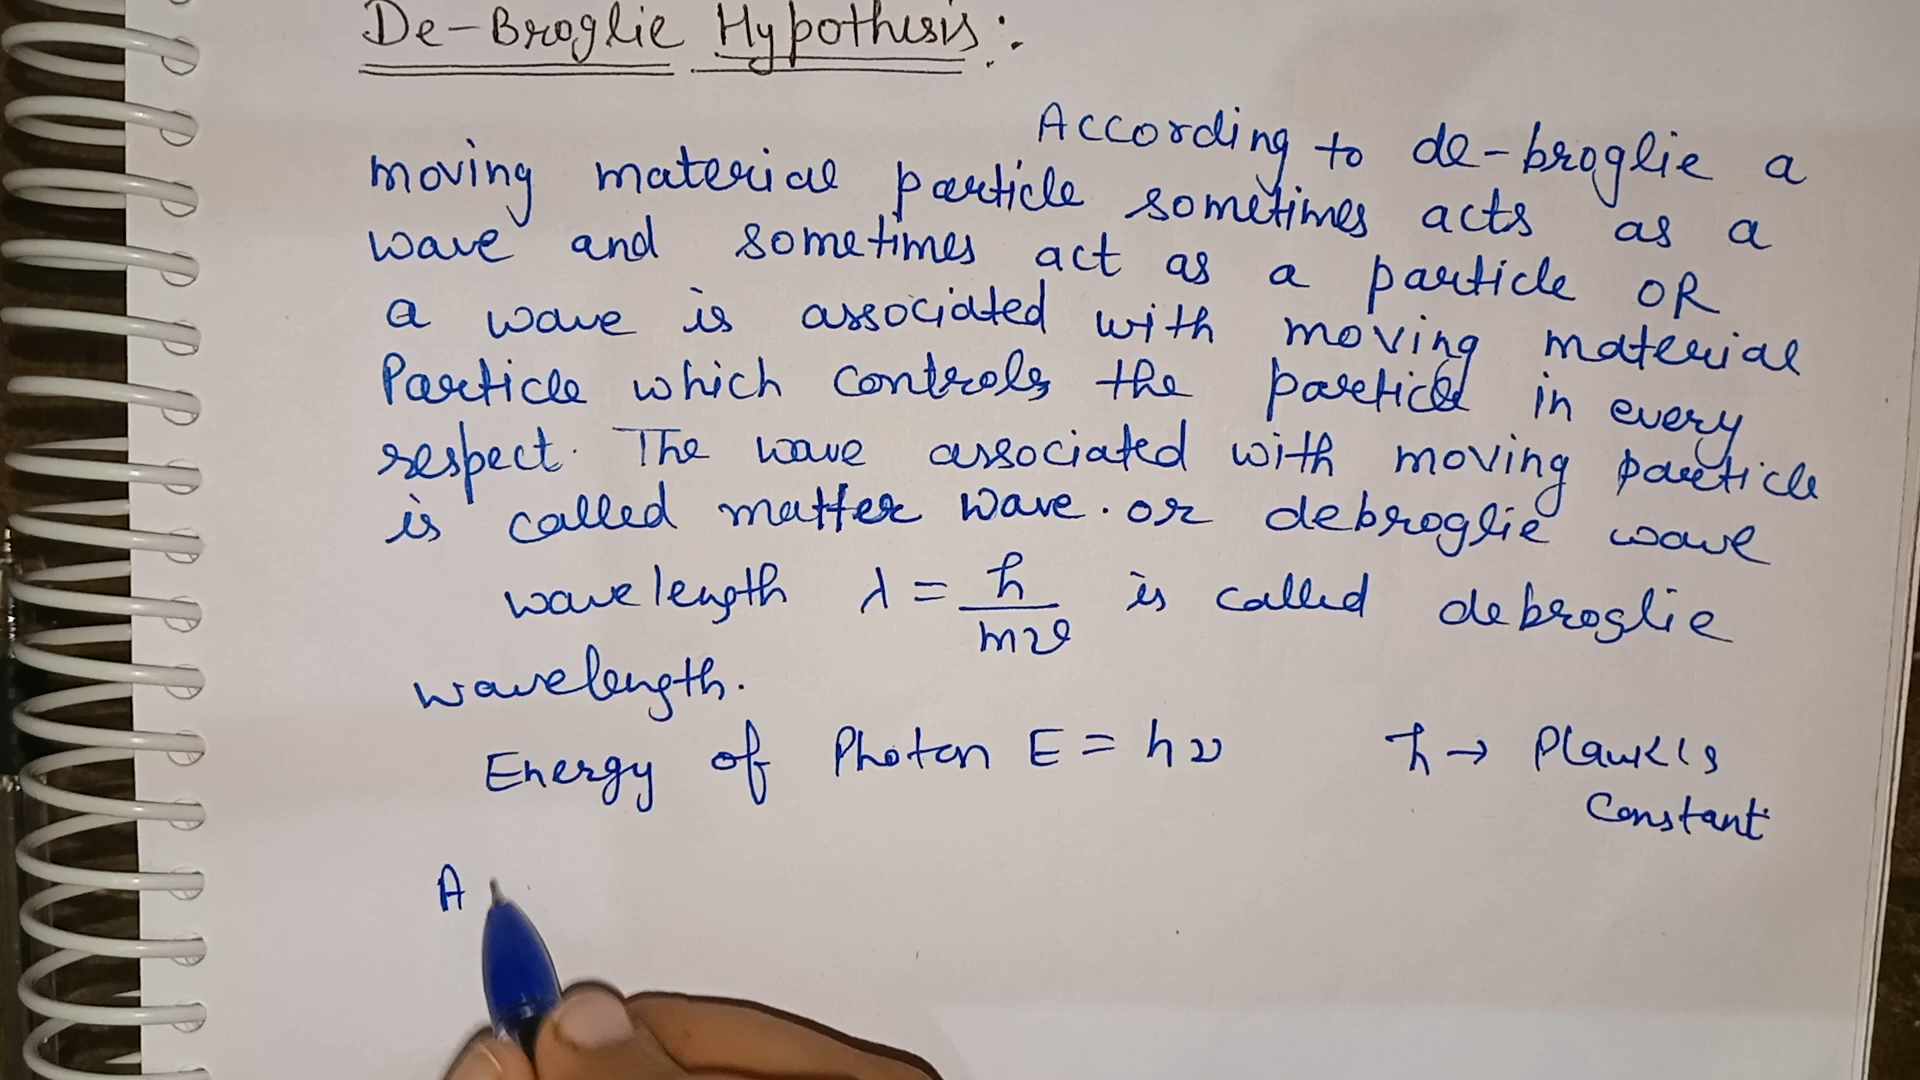 De-Broglie Hypothesis:
According to de-broglie a
moving material particle sometimes acts as a
wave and sometimes act as a particle OR
a wave is associated with moving material
Particle which controls the particle in every
respect. The wave associated with moving particle
is called matter wave. or debroglie wave
wavelength λ = ħ/mv is called debroglie
wavelength.
Energy of Photon E = hν ħ → Plank's
Constant
A